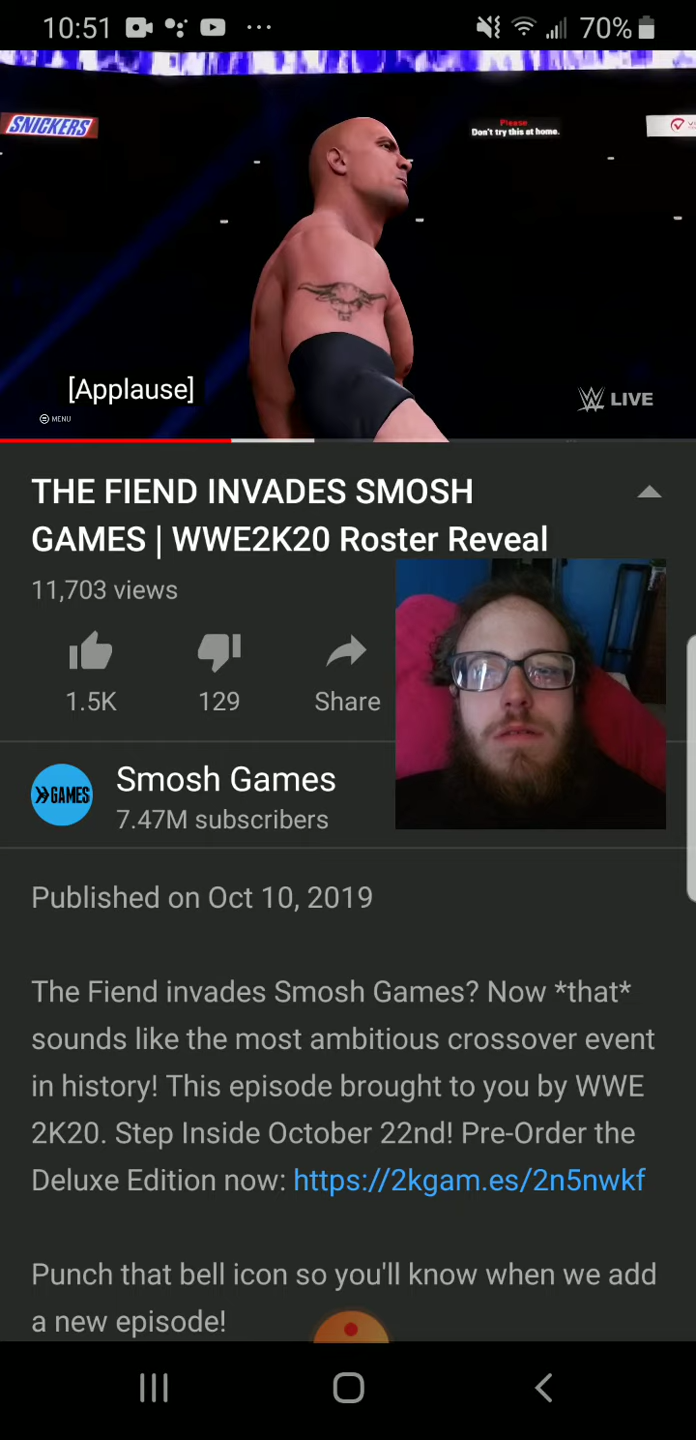 10:51
70%
SNICKERS
Please
Don't try this at home.
[Applause]
MENU
W LIVE
THE FIEND INVADES SMOSH
GAMES | WWE2K20 Roster Reveal
11,703 views
1.5K
129
Share
GAMES
Smosh Games
7.47M subscribers
Published on Oct 10, 2019
The Fiend invades Smosh Games? Now *that*
sounds like the most ambitious crossover event
in history! This episode brought to you by WWE
2K20. Step Inside October 22nd! Pre-Order the
Deluxe Edition now: https://2kgam.es/2n5nwkf
Punch that bell icon so you'll know when we add
a new episode!